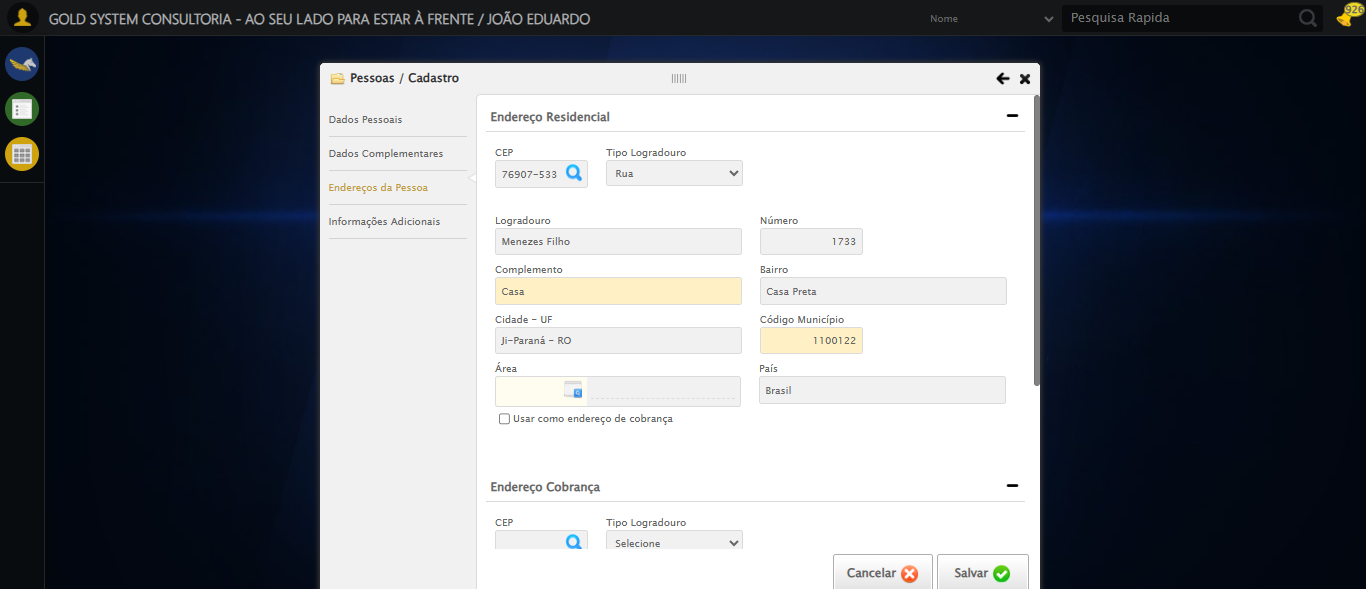 GOLD SYSTEM CONSULTORIA - AO SEU LADO PARA ESTAR À FRENTE / JOÃO EDUARDO
Nome
Pesquisa Rapida
926
Pessoas / Cadastro
Dados Pessoais
Dados Complementares
Endereços da Pessoa
Informações Adicionais
Endereço Residencial
CEP Tipo Logradouro
76907-533 Rua
Logradouro Número
Menezes Filho 1733
Complemento Bairro
Casa Casa Preta
Cidade - UF Código Município
Ji-Paraná - RO 1100122
Área País
Brasil
Usar como endereço de cobrança
Endereço Cobrança
CEP Tipo Logradouro
Selecione
Cancelar Salvar